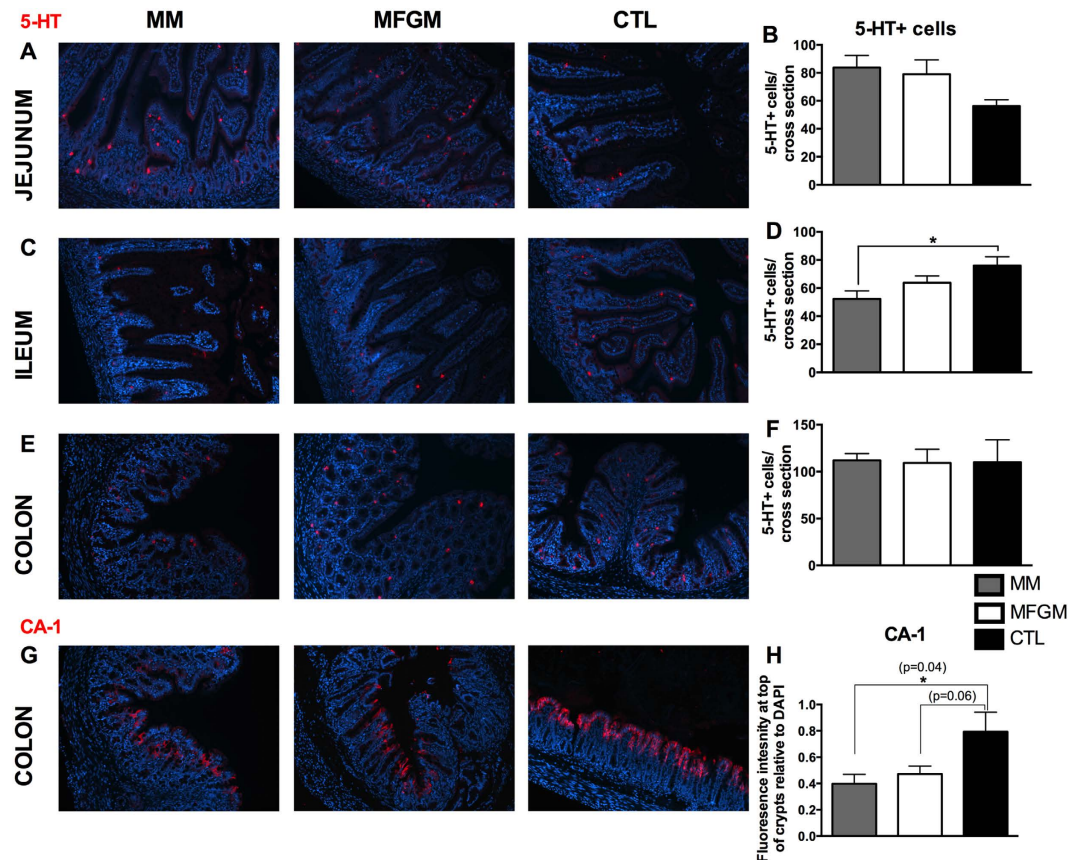 5-HT
MM
MFGM
CTL
A
JEJUNUM
B
5-HT+ cells
5-HT+ cells/
cross section
100
80
60
40
20
0
C
ILEUM
D
*
5-HT+ cells/
cross section
100
80
60
40
20
0
E
COLON
F
5-HT+ cells/
cross section
150
100
50
0
MM
MFGM
CTL
CA-1
G
COLON
H
CA-1
(p=0.04)
*
(p=0.06)
Fluoresence intesnity at top
of crypts relative to DAPI
1.0
0.8
0.6
0.4
0.2
0.0